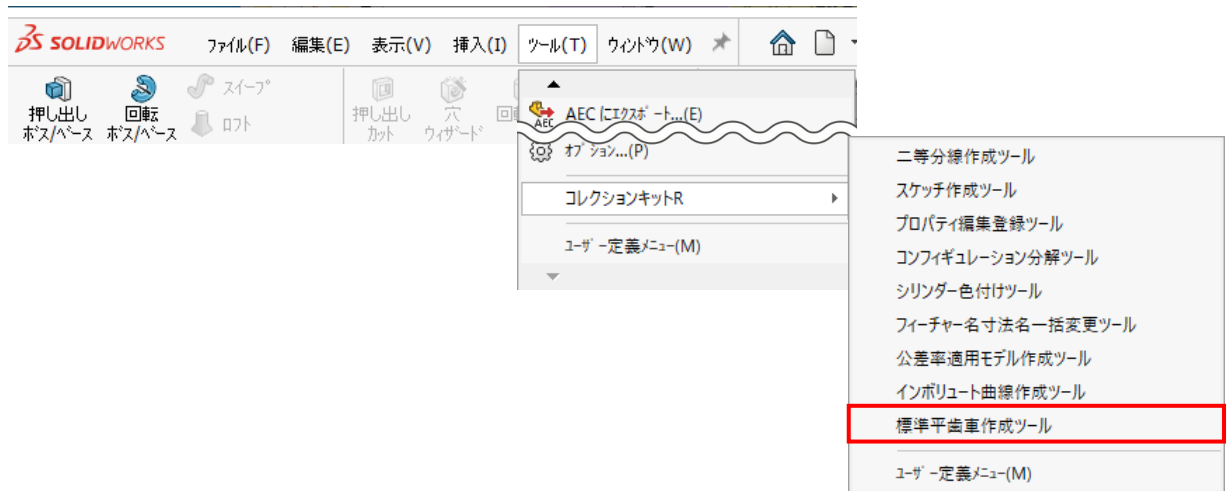 SOLIDWORKS ファイル(F) 編集(E) 表示(V) 挿入(I) ツール(T) ウィンドウ(W)
押し出し
ボス/ベース
回転
ボス/ベース
スイープ
ロフト
押し出し
カット
穴
ウィザード
AEC にエクスポート...(E)
オプション...(P)
コレクションキットR
ユーザー定義メニュー(M)
二等分線作成ツール
スケッチ作成ツール
プロパティ編集登録ツール
コンフィギュレーション分解ツール
シリンダー色付けツール
フィーチャー名寸法名一括変更ツール
公差率適用モデル作成ツール
インボリュート曲線作成ツール
標準平歯車作成ツール
ユーザー定義メニュー(M)